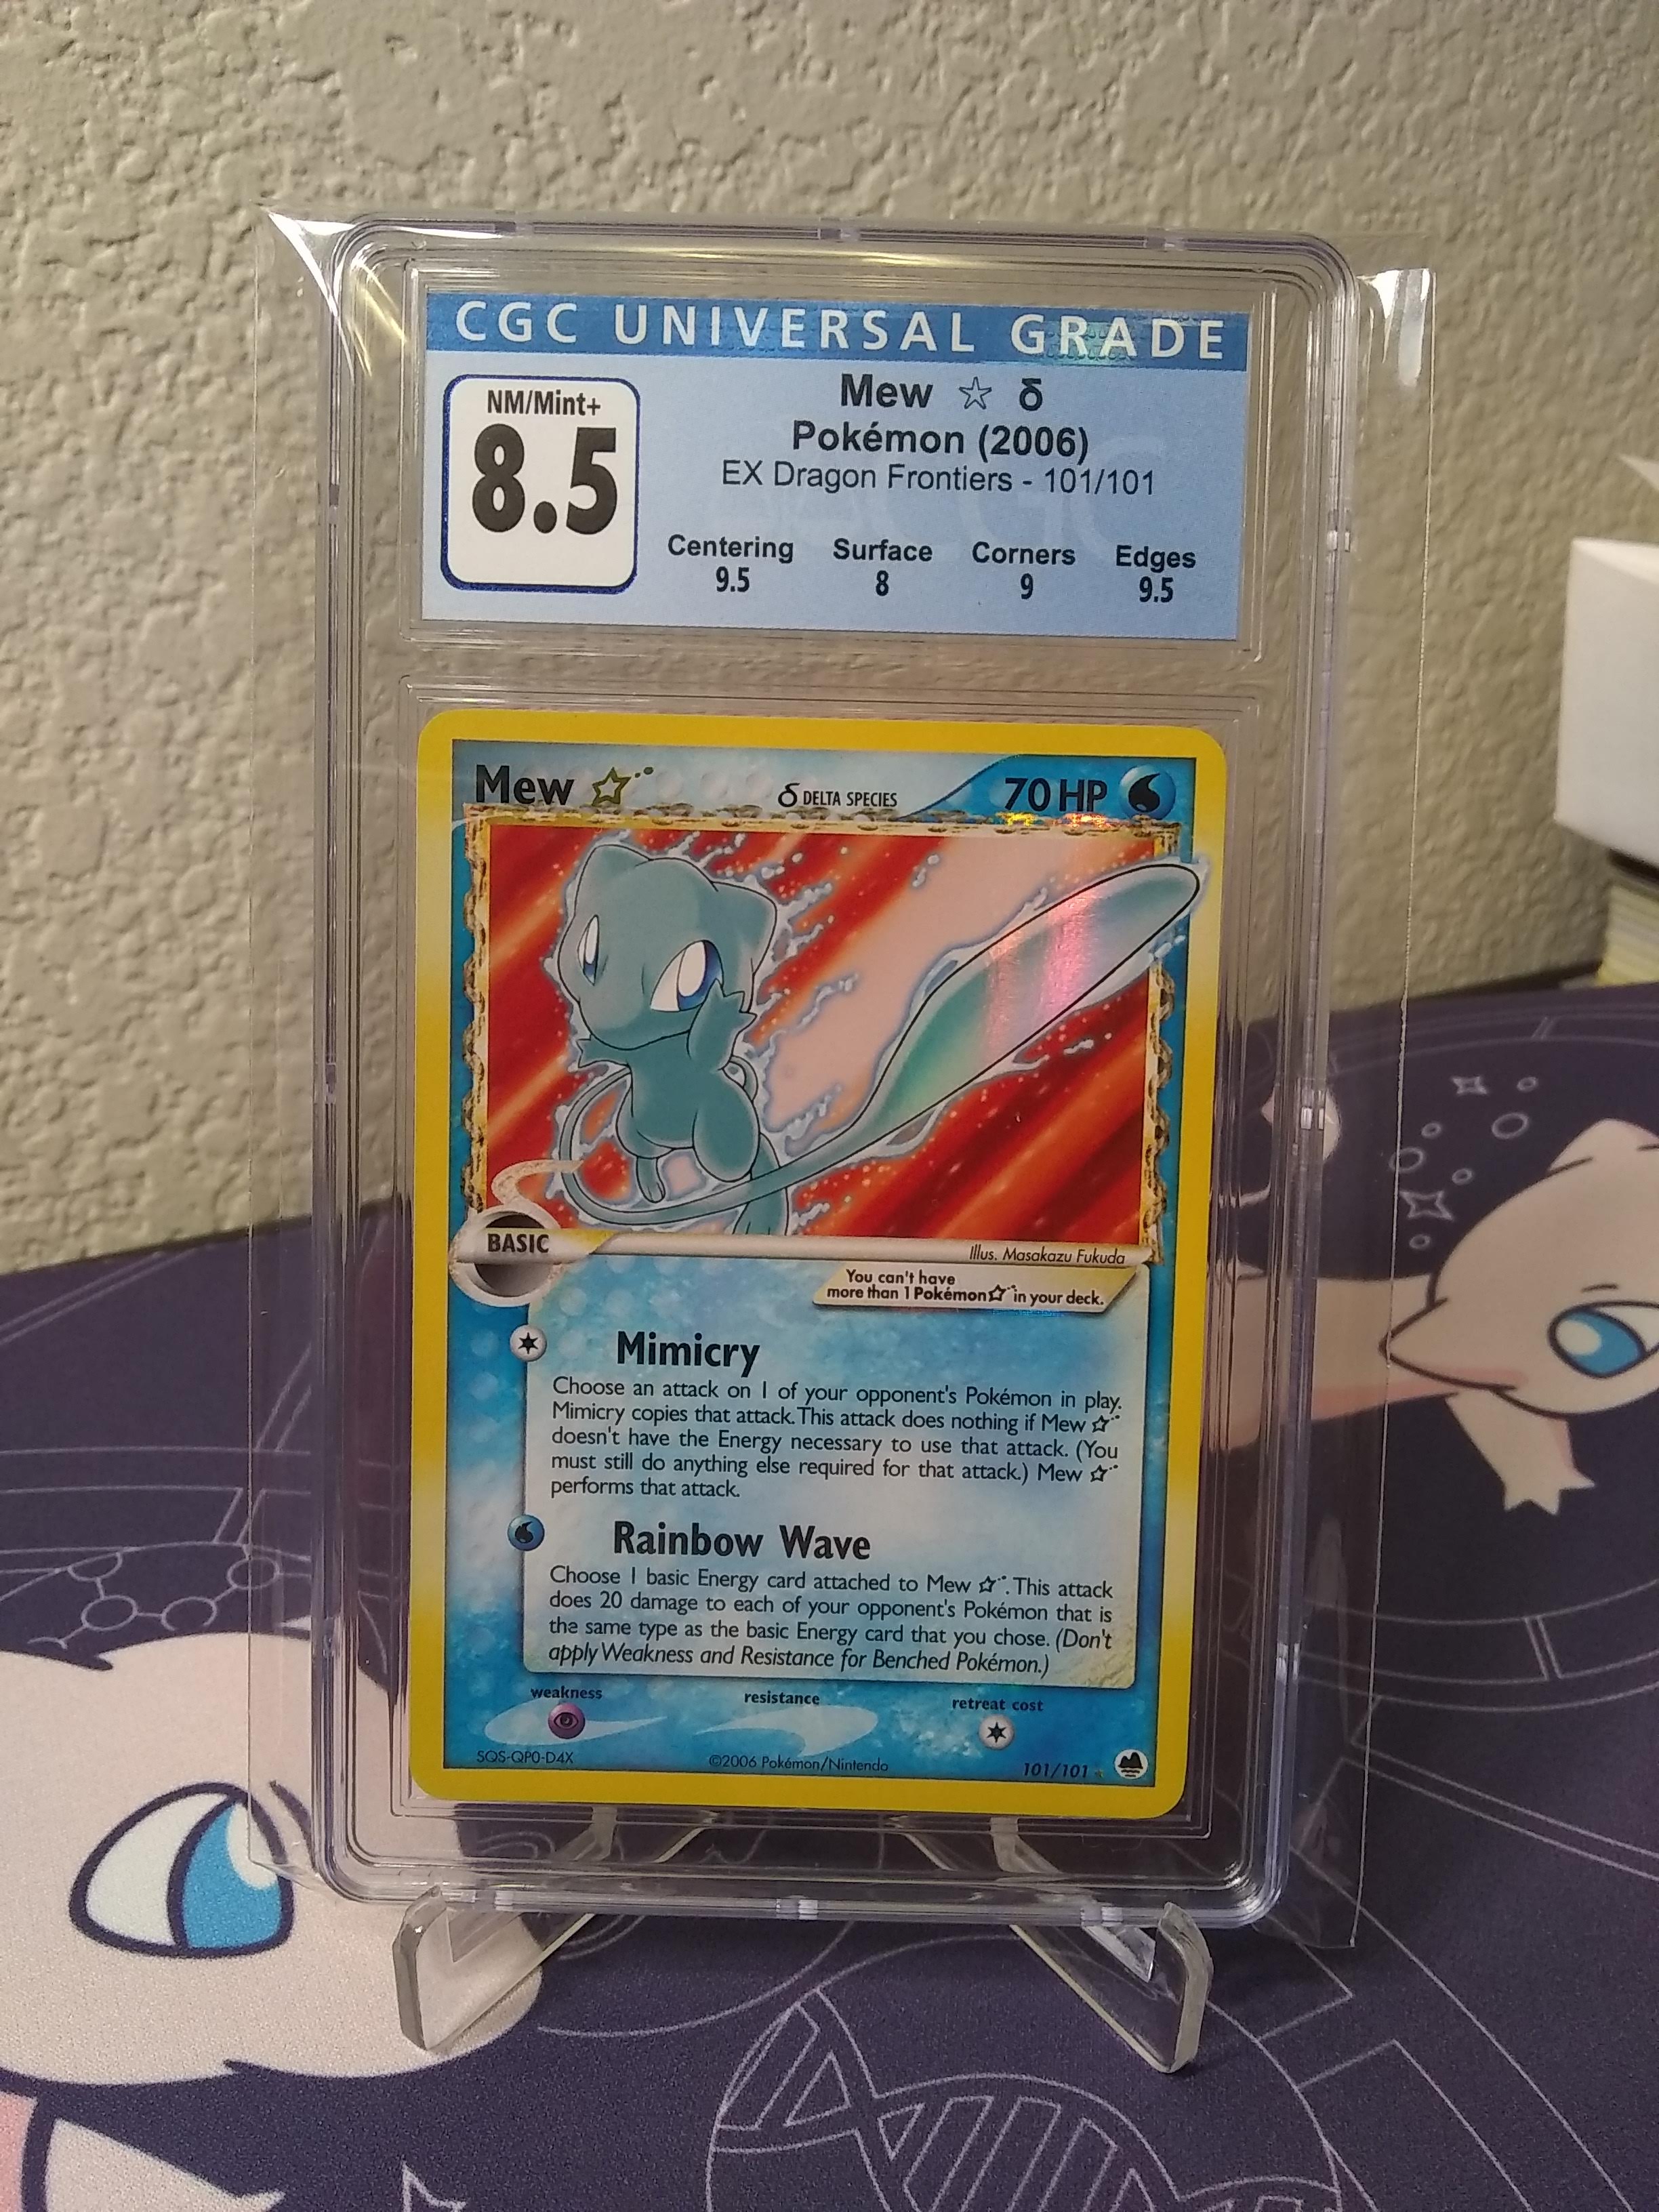 CGC UNIVERSAL GRADE
NM/Mint+
8.5
Mew ☆ δ
Pokémon (2006)
EX Dragon Frontiers - 101/101
Centering Surface Corners Edges
9.5 8 9 9.5
Mew ☆ δ DELTA SPECIES 70 HP
BASIC
Illus. Masakazu Fukuda
You can't have
more than 1 Pokémon☆ in your deck.
Mimicry
Choose an attack on 1 of your opponent's Pokémon in play.
Mimicry copies that attack. This attack does nothing if Mew ☆
doesn't have the Energy necessary to use that attack. (You
must still do anything else required for that attack.) Mew ☆
performs that attack.
Rainbow Wave
Choose 1 basic Energy card attached to Mew ☆. This attack
does 20 damage to each of your opponent's Pokémon that is
the same type as the basic Energy card that you chose. (Don't
apply Weakness and Resistance for Benched Pokémon.)
weakness resistance retreat cost
SQS-QP0-D4X ©2006 Pokémon/Nintendo 101/101 ★